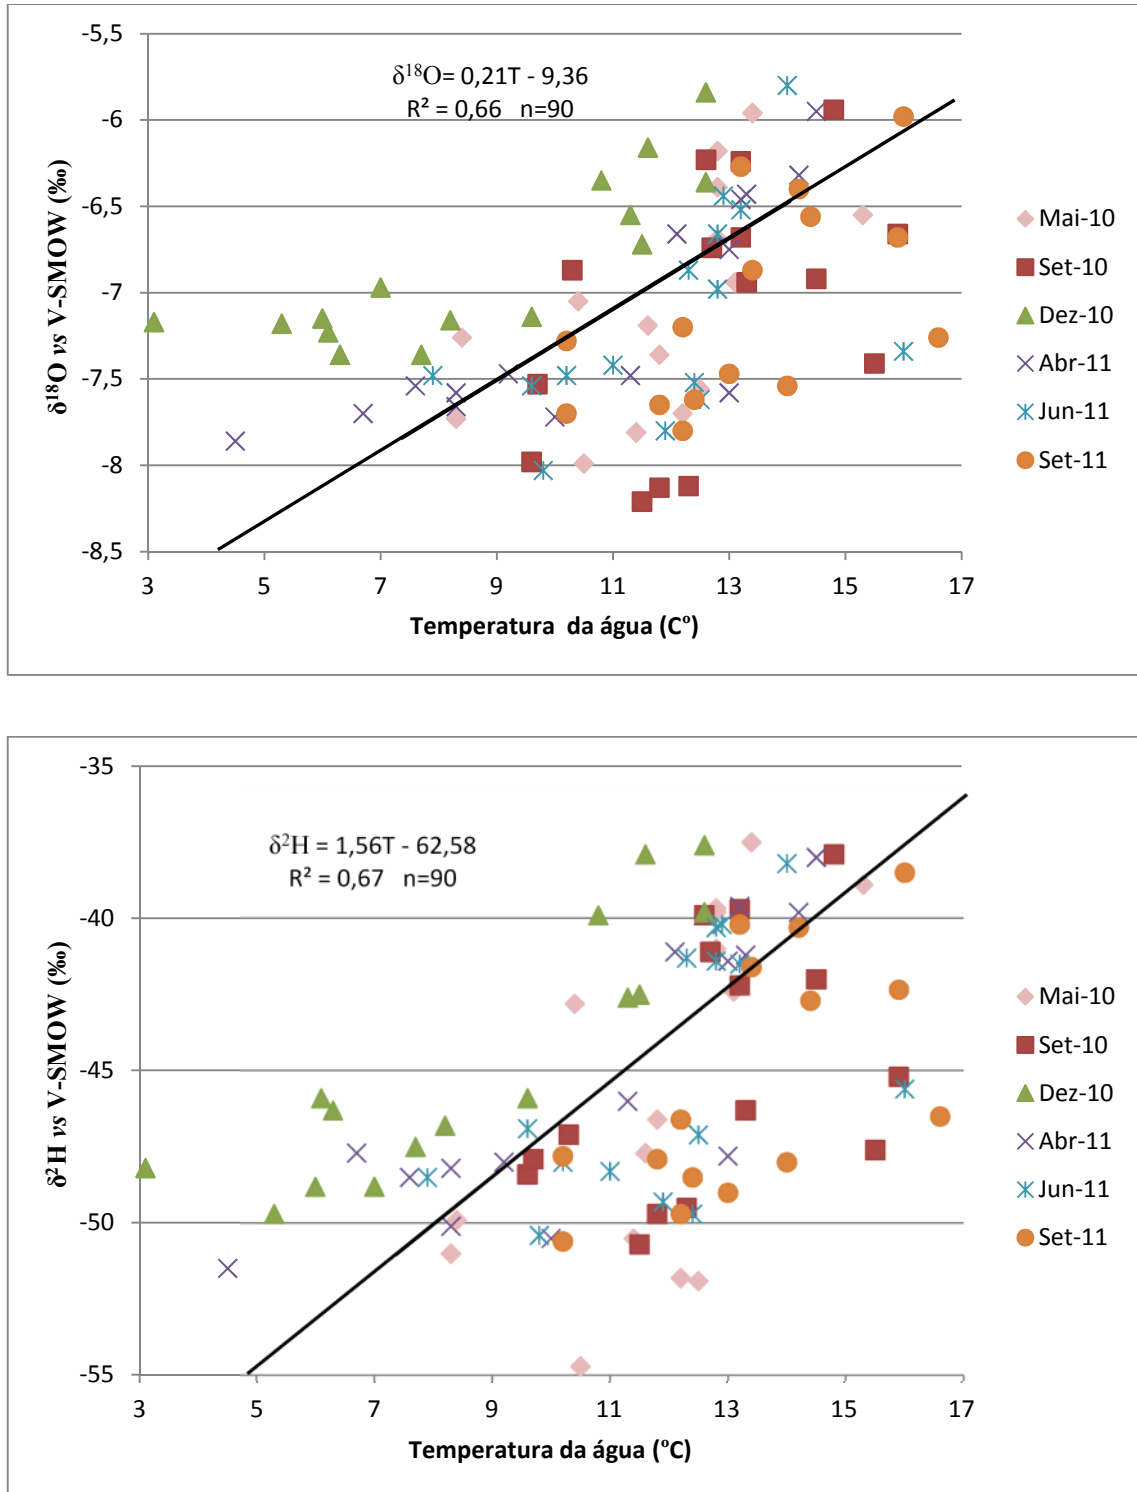 -5,5
-6
-6,5
-7
-7,5
-8
-8,5
δ¹⁸O vs V-SMOW (‰)
δ¹⁸O= 0,21T - 9,36
R² = 0,66 n=90
3 5 7 9 11 13 15 17
Temperatura da água (Cº)
Mai-10
Set-10
Dez-10
Abr-11
Jun-11
Set-11
-35
-40
-45
-50
-55
δ²H vs V-SMOW (‰)
δ²H = 1,56T - 62,58
R² = 0,67 n=90
3 5 7 9 11 13 15 17
Temperatura da água (ºC)
Mai-10
Set-10
Dez-10
Abr-11
Jun-11
Set-11